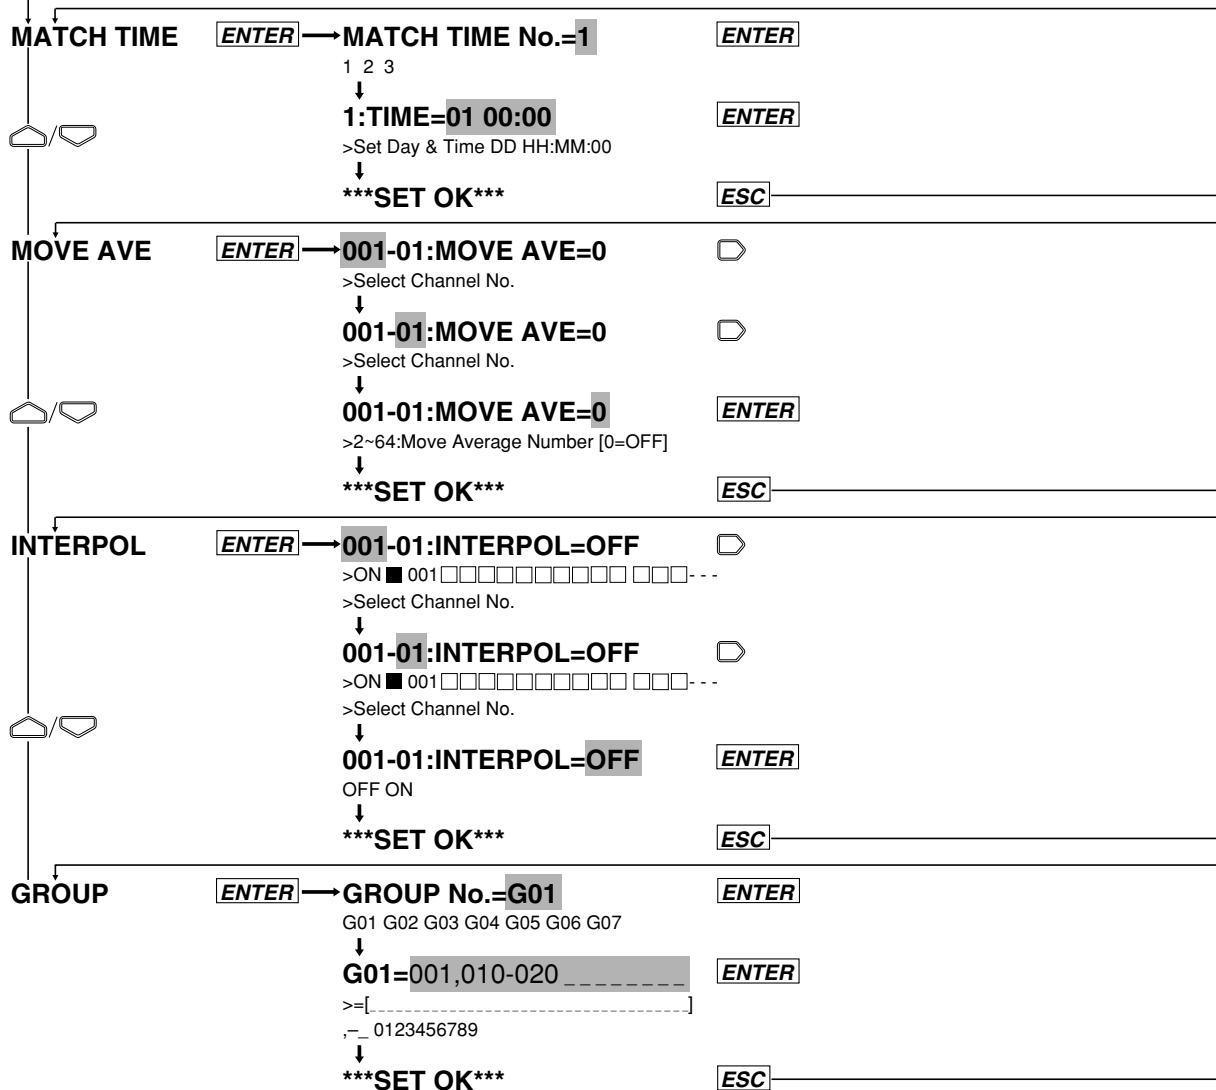 MATCH TIME ENTER MATCH TIME No.=1 ENTER
1 2 3
1:TIME=01 00:00 ENTER
>Set Day & Time DD HH:MM:00
***SET OK*** ESC
MOVE AVE ENTER 001-01:MOVE AVE=0
>Select Channel No.
001-01:MOVE AVE=0
>Select Channel No.
001-01:MOVE AVE=0 ENTER
>2~64:Move Average Number [0=OFF]
***SET OK*** ESC
INTERPOL ENTER 001-01:INTERPOL=OFF
>ON ■ 001 □□□□□□□□□□ □□□- - -
>Select Channel No.
001-01:INTERPOL=OFF
>ON ■ 001 □□□□□□□□□□ □□□- - -
>Select Channel No.
001-01:INTERPOL=OFF ENTER
OFF ON
***SET OK*** ESC
GROUP ENTER GROUP No.=G01 ENTER
G01 G02 G03 G04 G05 G06 G07
G01=001,010-020 _ _ _ _ _ _ _ _ ENTER
>=[_ _ _ _ _ _ _ _ _ _ _ _ _ _ _ _ _ _ _ _ _ _ _ _ _ _ _ _ _ _ _ _]
,–_ 0123456789
***SET OK*** ESC